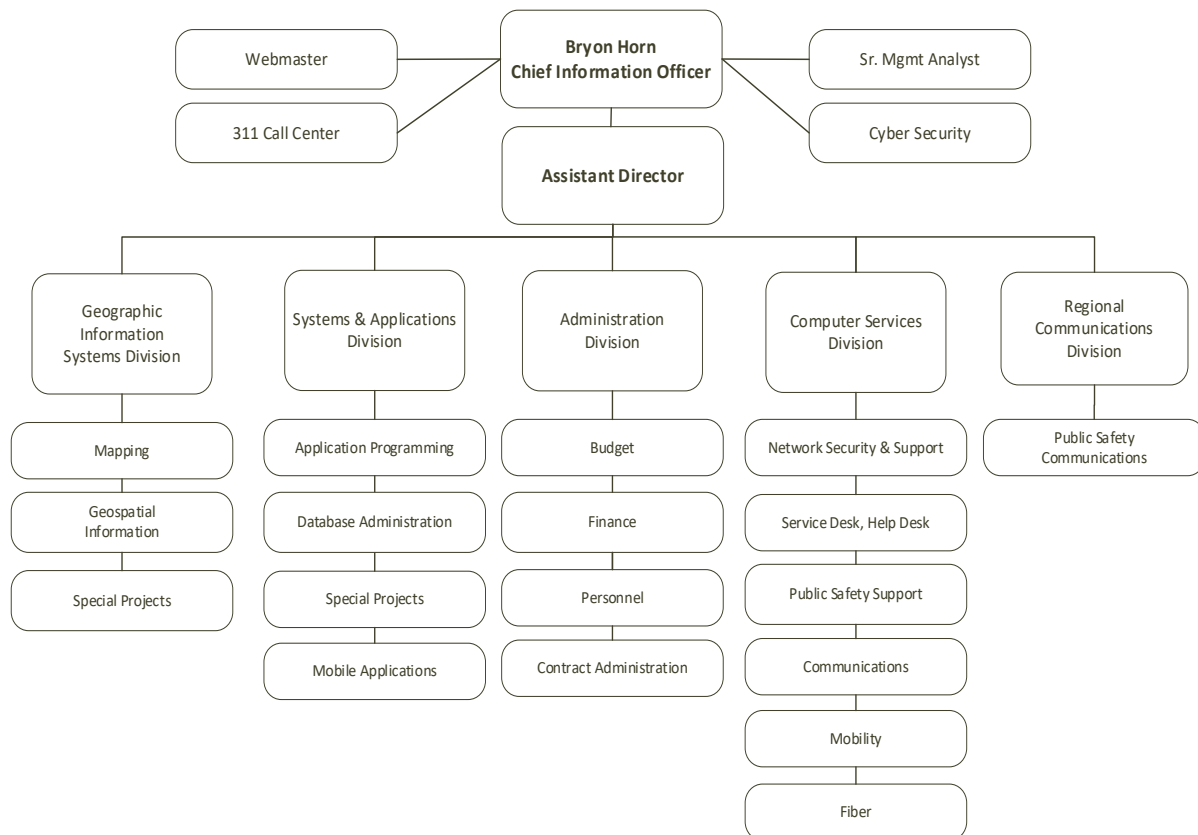 Webmaster
311 Call Center
Bryon Horn
Chief Information Officer
Sr. Mgmt Analyst
Cyber Security
Assistant Director
Geographic
Information
Systems Division
Mapping
Geospatial
Information
Special Projects
Systems & Applications
Division
Application Programming
Database Administration
Special Projects
Mobile Applications
Administration
Division
Budget
Finance
Personnel
Contract Administration
Computer Services
Division
Network Security & Support
Service Desk, Help Desk
Public Safety Support
Communications
Mobility
Fiber
Regional
Communications
Division
Public Safety
Communications